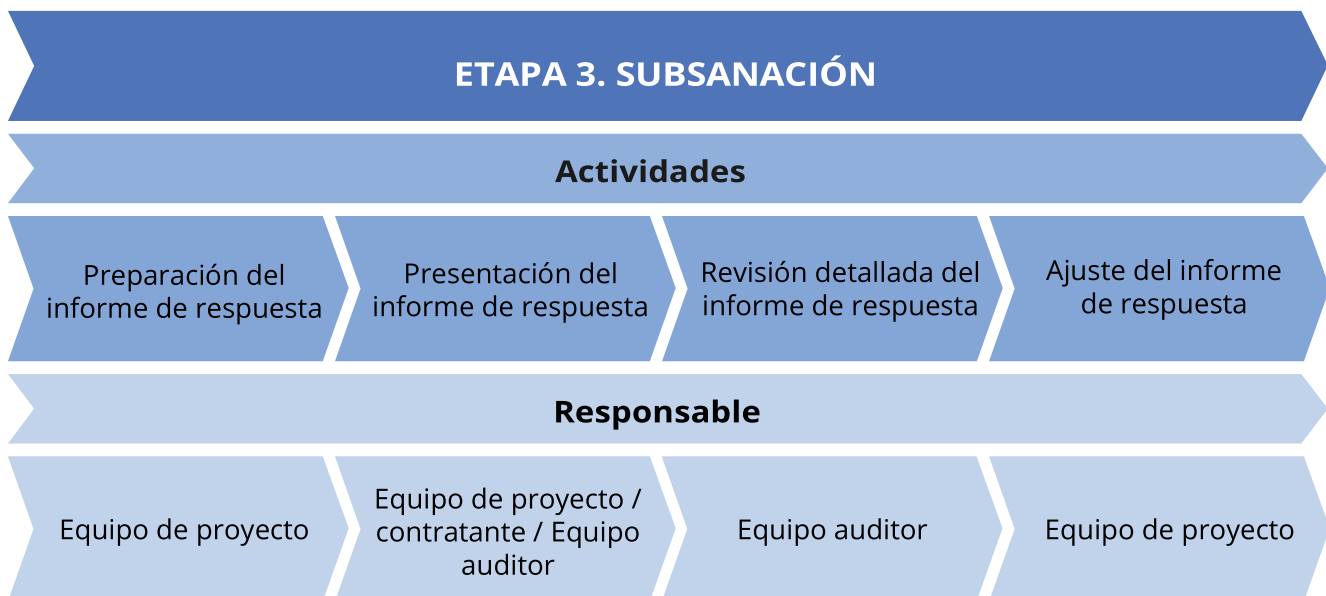 ETAPA 3. SUBSANACIÓN
Actividades
Preparación del
informe de respuesta
Presentación del
informe de respuesta
Revisión detallada del
informe de respuesta
Ajuste del informe
de respuesta
Responsable
Equipo de proyecto
Equipo de proyecto /
contratante / Equipo
auditor
Equipo auditor
Equipo de proyecto